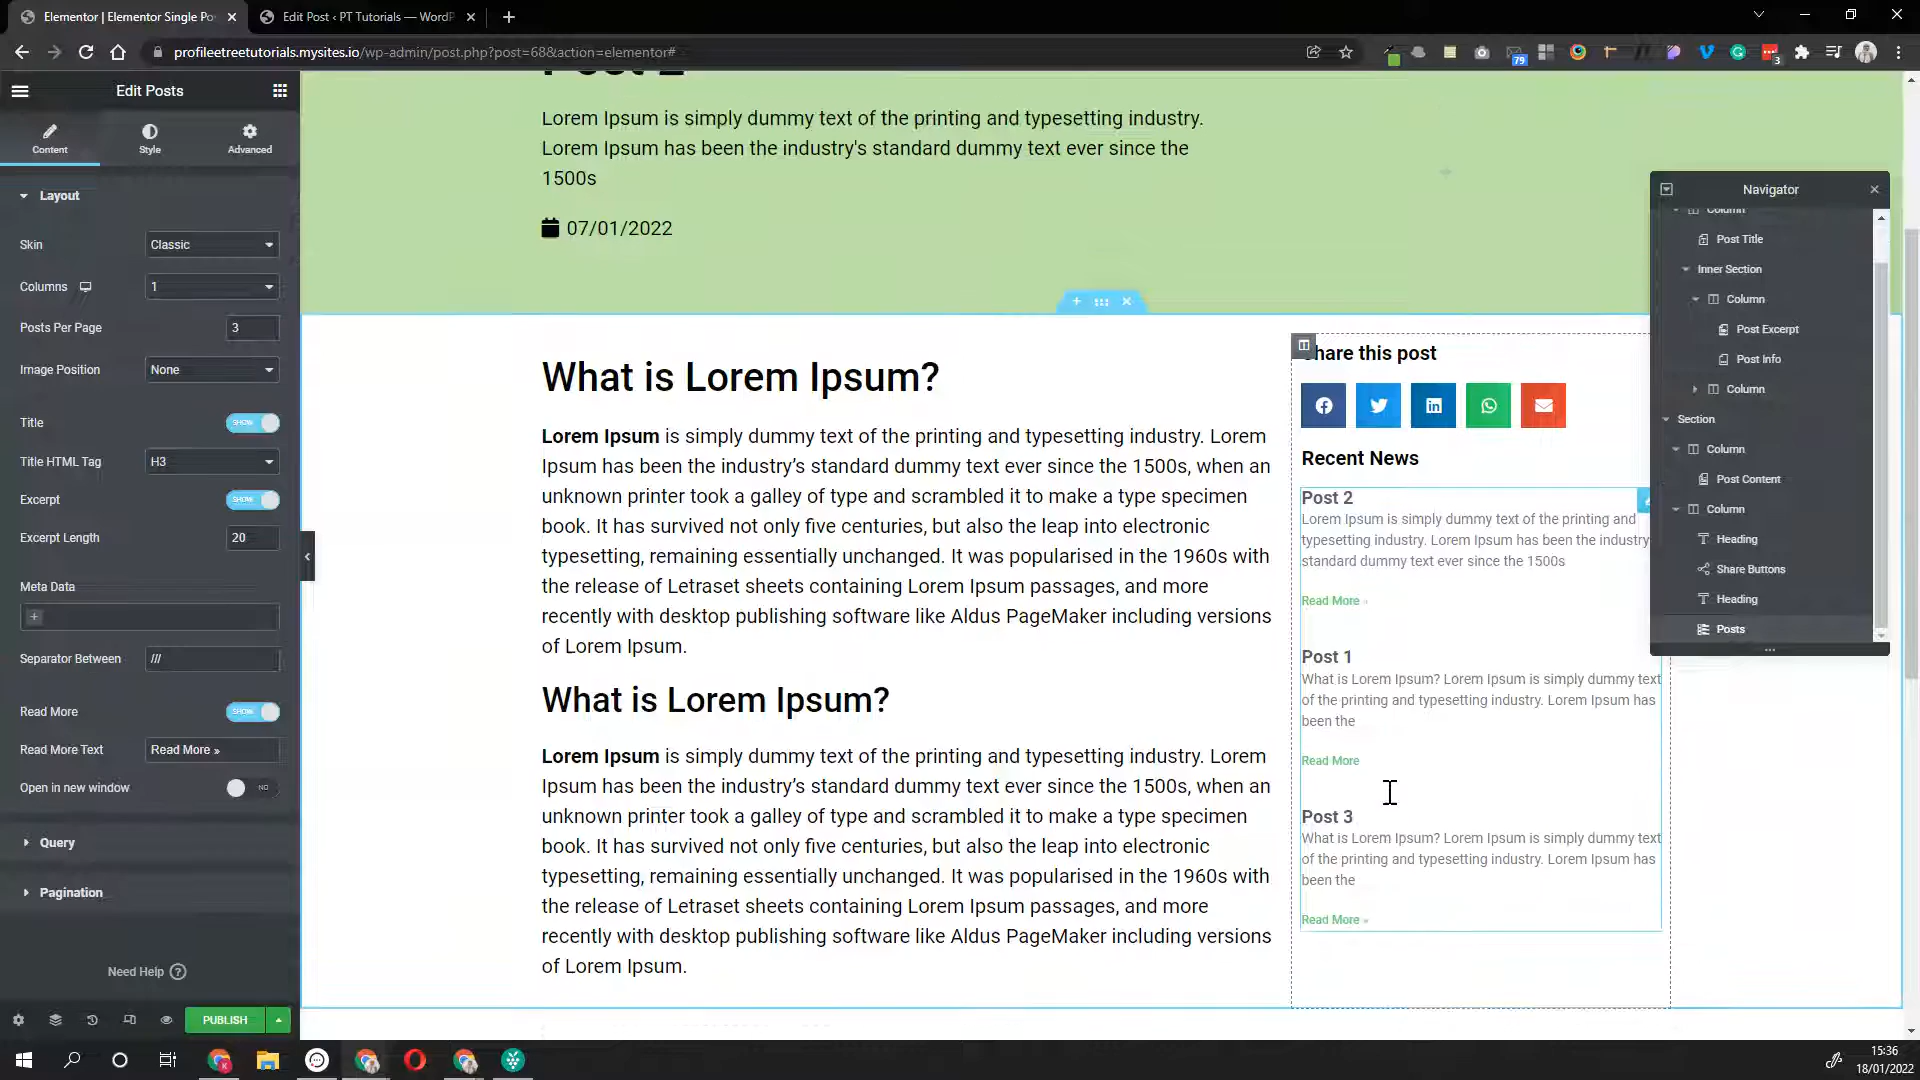 Elementor | Elementor Single Po
Edit Post ‹ PT Tutorials — WordP
profileetreetutorials.mysites.io/wp-admin/post.php?post=68&action=elementor#
79
3
Edit Posts
Content
Style
Advanced
Layout
Skin
Classic
Columns
1
Posts Per Page
3
Image Position
None
Title
SHOW
Title HTML Tag
H3
Excerpt
SHOW
Excerpt Length
20
Meta Data
+
Separator Between
///
Read More
SHOW
Read More Text
Read More »
Open in new window
NO
Query
Pagination
Need Help ?
PUBLISH
Lorem Ipsum is simply dummy text of the printing and typesetting industry.
Lorem Ipsum has been the industry's standard dummy text ever since the
1500s
07/01/2022
What is Lorem Ipsum?
Lorem Ipsum is simply dummy text of the printing and typesetting industry. Lorem
Ipsum has been the industry’s standard dummy text ever since the 1500s, when an
unknown printer took a galley of type and scrambled it to make a type specimen
book. It has survived not only five centuries, but also the leap into electronic
typesetting, remaining essentially unchanged. It was popularised in the 1960s with
the release of Letraset sheets containing Lorem Ipsum passages, and more
recently with desktop publishing software like Aldus PageMaker including versions
of Lorem Ipsum.
What is Lorem Ipsum?
Lorem Ipsum is simply dummy text of the printing and typesetting industry. Lorem
Ipsum has been the industry’s standard dummy text ever since the 1500s, when an
unknown printer took a galley of type and scrambled it to make a type specimen
book. It has survived not only five centuries, but also the leap into electronic
typesetting, remaining essentially unchanged. It was popularised in the 1960s with
the release of Letraset sheets containing Lorem Ipsum passages, and more
recently with desktop publishing software like Aldus PageMaker including versions
of Lorem Ipsum.
hare this post
Recent News
Post 2
Lorem Ipsum is simply dummy text of the printing and
typesetting industry. Lorem Ipsum has been the industry
standard dummy text ever since the 1500s
Read More »
Post 1
What is Lorem Ipsum? Lorem Ipsum is simply dummy text
of the printing and typesetting industry. Lorem Ipsum has
been the
Read More
Post 3
What is Lorem Ipsum? Lorem Ipsum is simply dummy text
of the printing and typesetting industry. Lorem Ipsum has
been the
Read More »
Navigator
Column
Post Title
Inner Section
Column
Post Excerpt
Post Info
Column
Section
Column
Post Content
Column
Heading
Share Buttons
Heading
Posts
15:36
18/01/2022